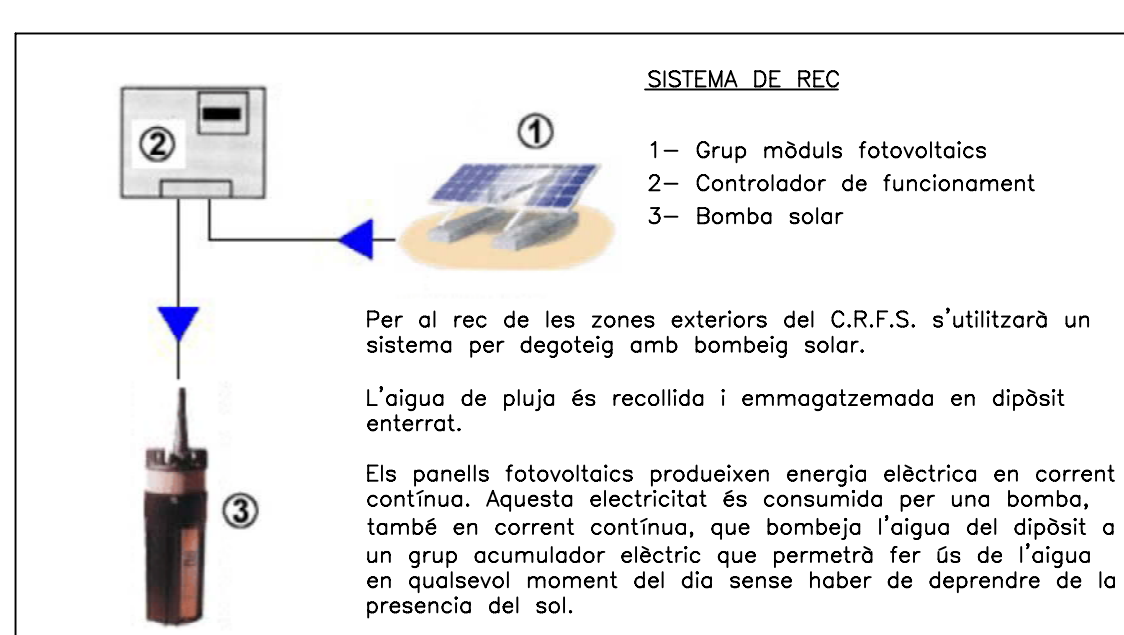 SISTEMA DE REC
①
②
1- Grup mòduls fotovoltaics
2- Controlador de funcionament
3- Bomba solar
Per al rec de les zones exteriors del C.R.F.S. s'utilitzarà un
sistema per degoteig amb bombeig solar.
L'aigua de pluja és recollida i emmagatzemada en dipòsit
enterrat.
Els panells fotovoltaics produeixen energia elèctrica en corrent
contínua. Aquesta electricitat és consumida per una bomba,
també en corrent contínua, que bombeja l'aigua del dipòsit a
un grup acumulador elèctric que permetrà fer ús de l'aigua
en qualsevol moment del dia sense haber de deprendre de la
presencia del sol.
③